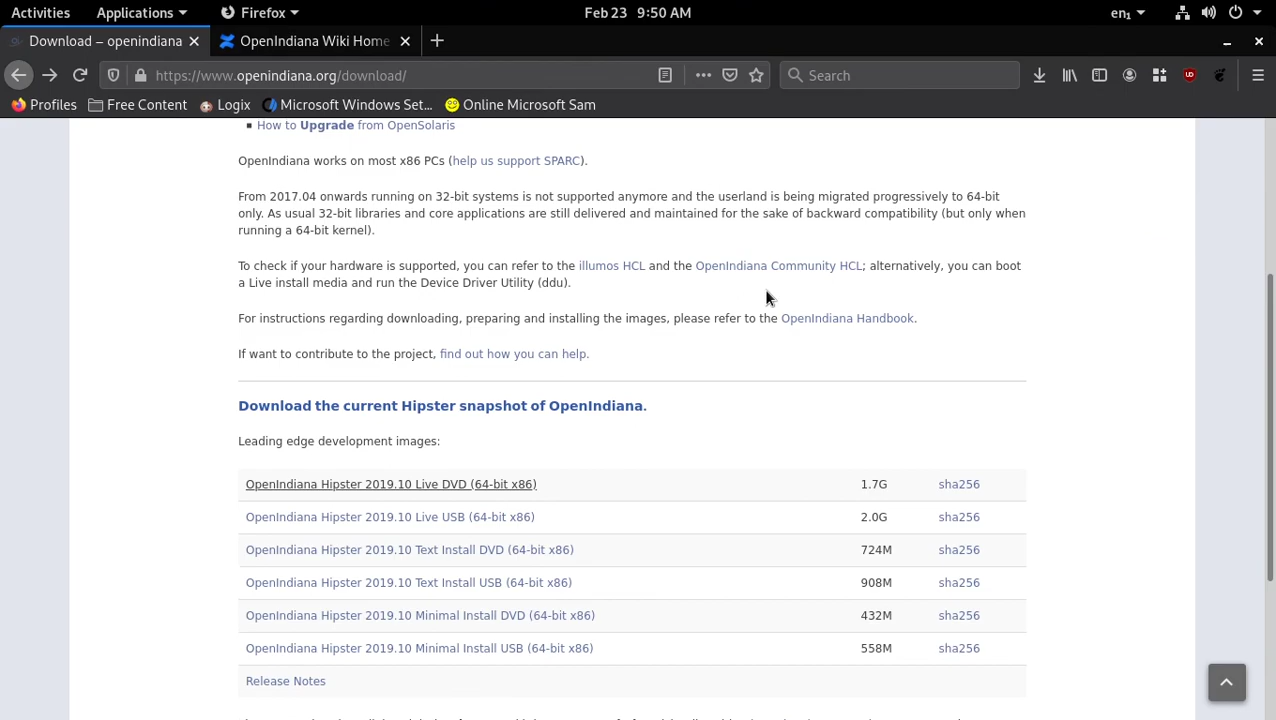 Activities Applications Firefox Feb 23 9:50 AM en₁
Download – openindiana OpenIndiana Wiki Home
https://www.openindiana.org/download/ Search
Profiles Free Content Logix Microsoft Windows Set... Online Microsoft Sam
How to Upgrade from OpenSolaris
OpenIndiana works on most x86 PCs (help us support SPARC).
From 2017.04 onwards running on 32-bit systems is not supported anymore and the userland is being migrated progressively to 64-bit
only. As usual 32-bit libraries and core applications are still delivered and maintained for the sake of backward compatibility (but only when
running a 64-bit kernel).
To check if your hardware is supported, you can refer to the illumos HCL and the OpenIndiana Community HCL; alternatively, you can boot
a Live install media and run the Device Driver Utility (ddu).
For instructions regarding downloading, preparing and installing the images, please refer to the OpenIndiana Handbook.
If want to contribute to the project, find out how you can help.
Download the current Hipster snapshot of OpenIndiana.
Leading edge development images:
OpenIndiana Hipster 2019.10 Live DVD (64-bit x86) 1.7G sha256
OpenIndiana Hipster 2019.10 Live USB (64-bit x86) 2.0G sha256
OpenIndiana Hipster 2019.10 Text Install DVD (64-bit x86) 724M sha256
OpenIndiana Hipster 2019.10 Text Install USB (64-bit x86) 908M sha256
OpenIndiana Hipster 2019.10 Minimal Install DVD (64-bit x86) 432M sha256
OpenIndiana Hipster 2019.10 Minimal Install USB (64-bit x86) 558M sha256
Release Notes